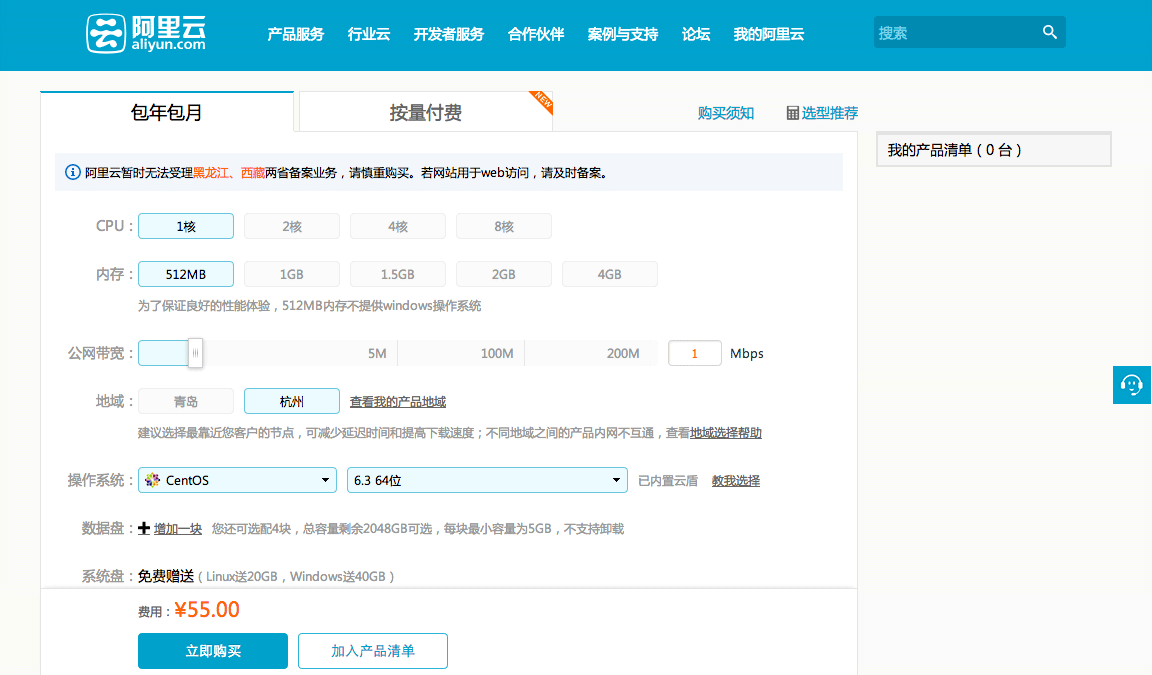 阿里云
aliyun.com
产品服务 行业云 开发者服务 合作伙伴 案例与支持 论坛 我的阿里云
搜索
包年包月 按量付费 NEW 购买须知 选型推荐
我的产品清单 ( 0 台 )
阿里云暂时无法受理黑龙江、西藏两省备案业务，请慎重购买。若网站用于web访问，请及时备案。
CPU : 1核 2核 4核 8核
内存 : 512MB 1GB 1.5GB 2GB 4GB
为了保证良好的性能体验，512MB内存不提供windows操作系统
公网带宽 : 5M 100M 200M 1 Mbps
地域 : 青岛 杭州 查看我的产品地域
建议选择最靠近您客户的节点，可减少延迟时间和提高下载速度；不同地域之间的产品内网不互通，查看地域选择帮助
操作系统 : CentOS 6.3 64位 已内置云盾 教我选择
数据盘 : 增加一块 您还可选配4块，总容量剩余2048GB可选，每块最小容量为5GB，不支持卸载
系统盘 : 免费赠送 ( Linux送20GB，Windows送40GB )
费用 : ¥55.00
立即购买 加入产品清单